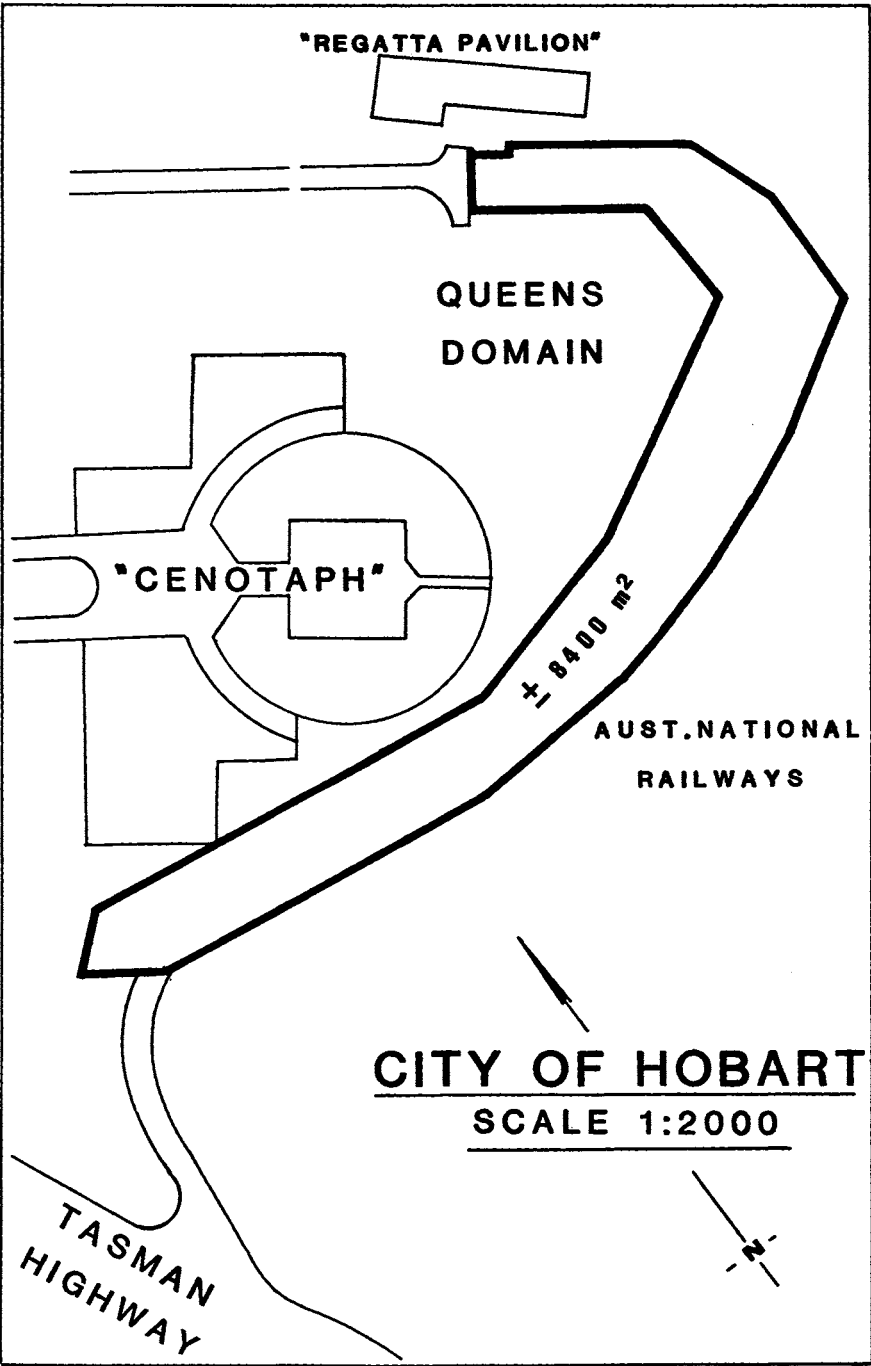 "REGATTA PAVILION"
QUEENS
DOMAIN
"CENOTAPH"
± 8400 m²
AUST.NATIONAL
RAILWAYS
CITY OF HOBART
SCALE 1:2000
TASMAN
HIGHWAY
N